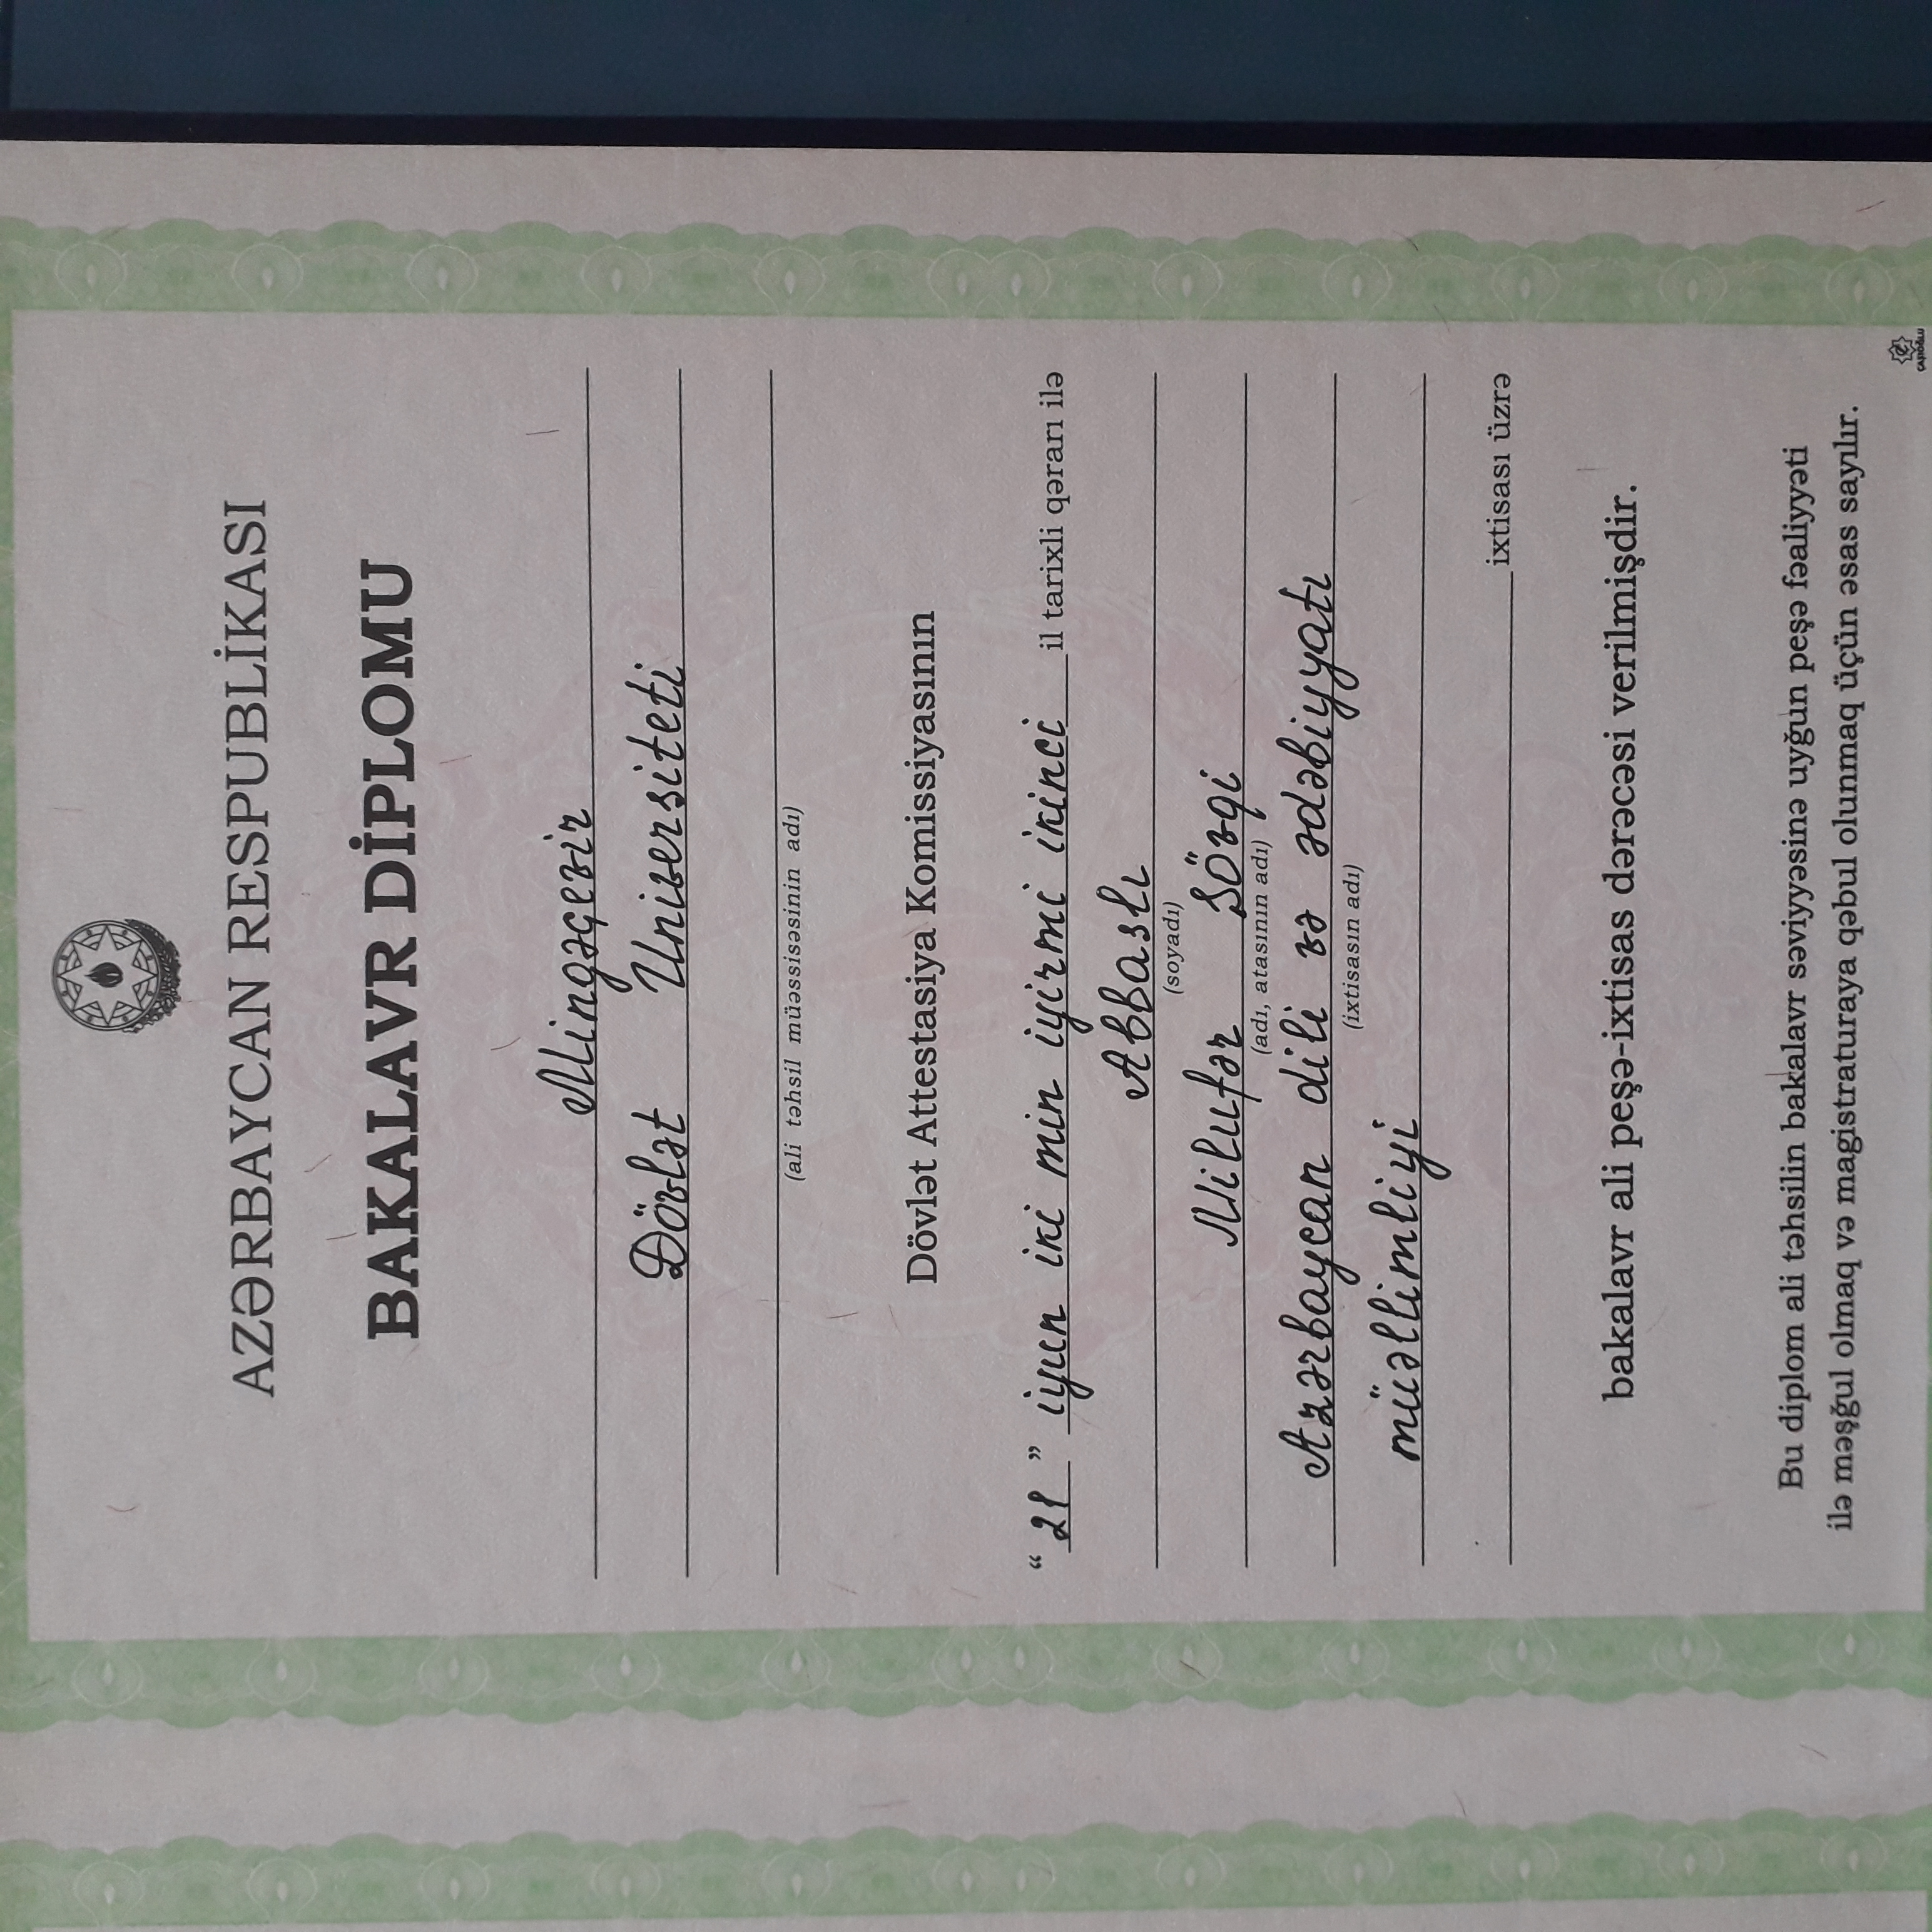 AZƏRBAYCAN RESPUBLİKASI
BAKALAVR DİPLOMU
Mingəçevir
Dövlət Universiteti
(ali təhsil müəssisəsinin adı)
Dövlət Attestasiya Komissiyasının
“ 21 ” iyun iki min iyirmi ikinci il tarixli qərarı ilə
Abbaslı
(soyadı)
Nilufər Sövqi
(adı, atasının adı)
Azərbaycan dili və ədəbiyyatı
(ixtisasın adı)
müəllimliyi
ixtisası üzrə
bakalavr ali peşə-ixtisas dərəcəsi verilmişdir.
Bu diplom ali təhsilin bakalavr səviyyəsinə uyğun peşə fəaliyyəti
ilə məşğul olmaq və magistraturaya qəbul olunmaq üçün əsas sayılır.